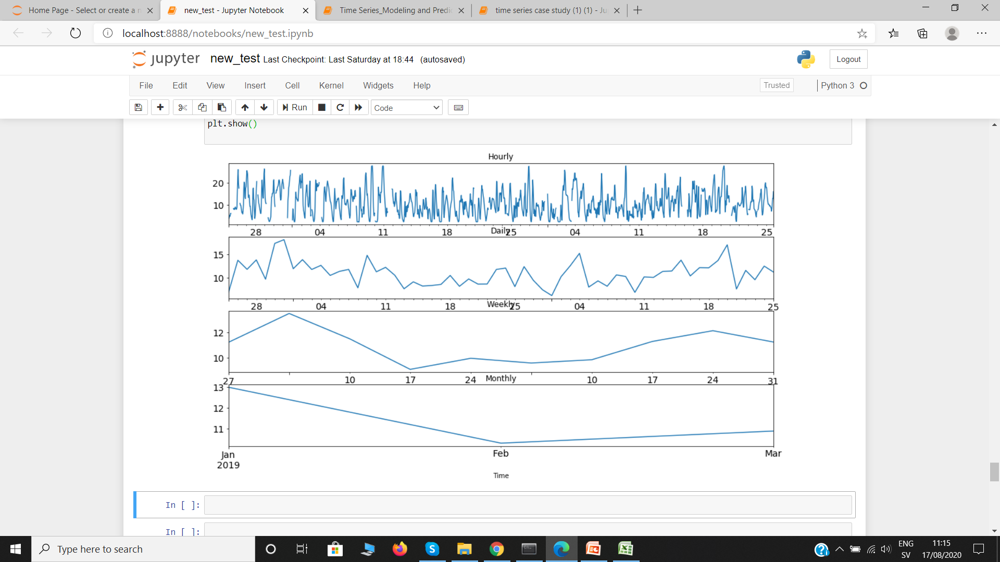 Home Page - Select or create a n
new_test - Jupyter Notebook
Time Series_Modeling and Predic
time series case study (1) (1) - Ju
localhost:8888/notebooks/new_test.ipynb
jupyter new_test Last Checkpoint: Last Saturday at 18:44 (autosaved)
Logout
File Edit View Insert Cell Kernel Widgets Help
Trusted Python 3
Run Code
plt.show()
Hourly
20
10
28 04 11 18 25 04 11 18 25
Daily
15
10
28 04 11 18 25 04 11 18 25
Weekly
12
10
27 10 17 24 10 17 24 31
Monthly
13
12
11
Jan Feb Mar
2019
Time
In [ ]:
In [ ]:
Type here to search
ENG 11:15
SV 17/08/2020